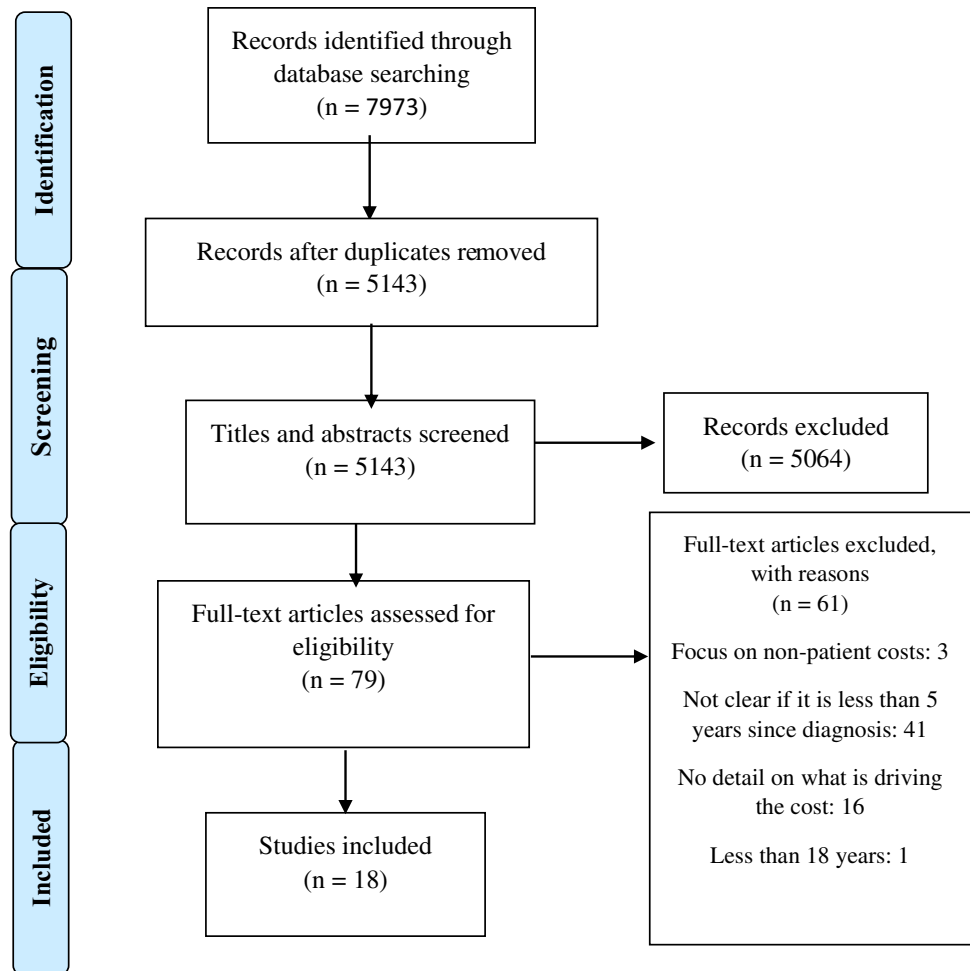 Identification
Records identified through
database searching
(n = 7973)
Records after duplicates removed
(n = 5143)
Screening
Titles and abstracts screened
(n = 5143)
Records excluded
(n = 5064)
Eligibility
Full-text articles assessed for
eligibility
(n = 79)
Full-text articles excluded,
with reasons
(n = 61)
Focus on non-patient costs: 3
Not clear if it is less than 5
years since diagnosis: 41
No detail on what is driving
the cost: 16
Less than 18 years: 1
Included
Studies included
(n = 18)